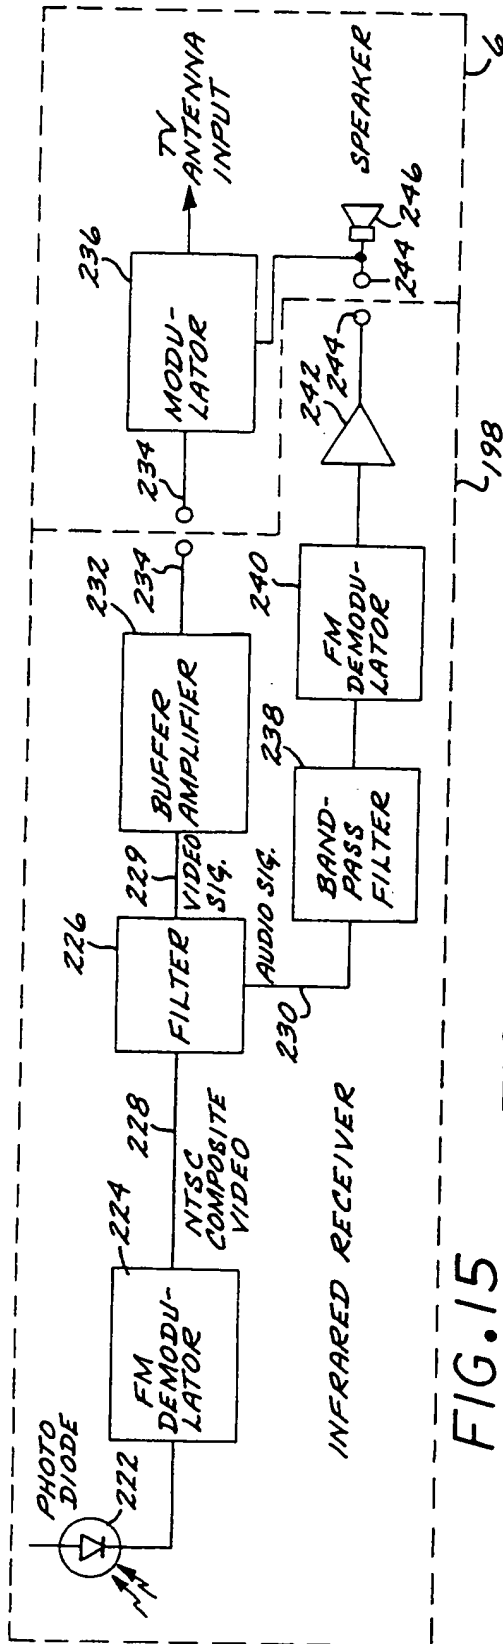 PHOTO
DIODE
222
FM
DEMODU-
LATOR
224
228
NTSC
COMPOSITE
VIDEO
226
FILTER
229
VIDEO
SIG.
232
BUFFER
AMPLIFIER
234
234
236
MODU-
LATOR
TV
ANTENNA
INPUT
AUDIO SIG.
230
238
BAND-
PASS
FILTER
240
FM
DEMODU-
LATOR
242
244
244
246
SPEAKER
6
198
INFRARED RECEIVER
FIG.15